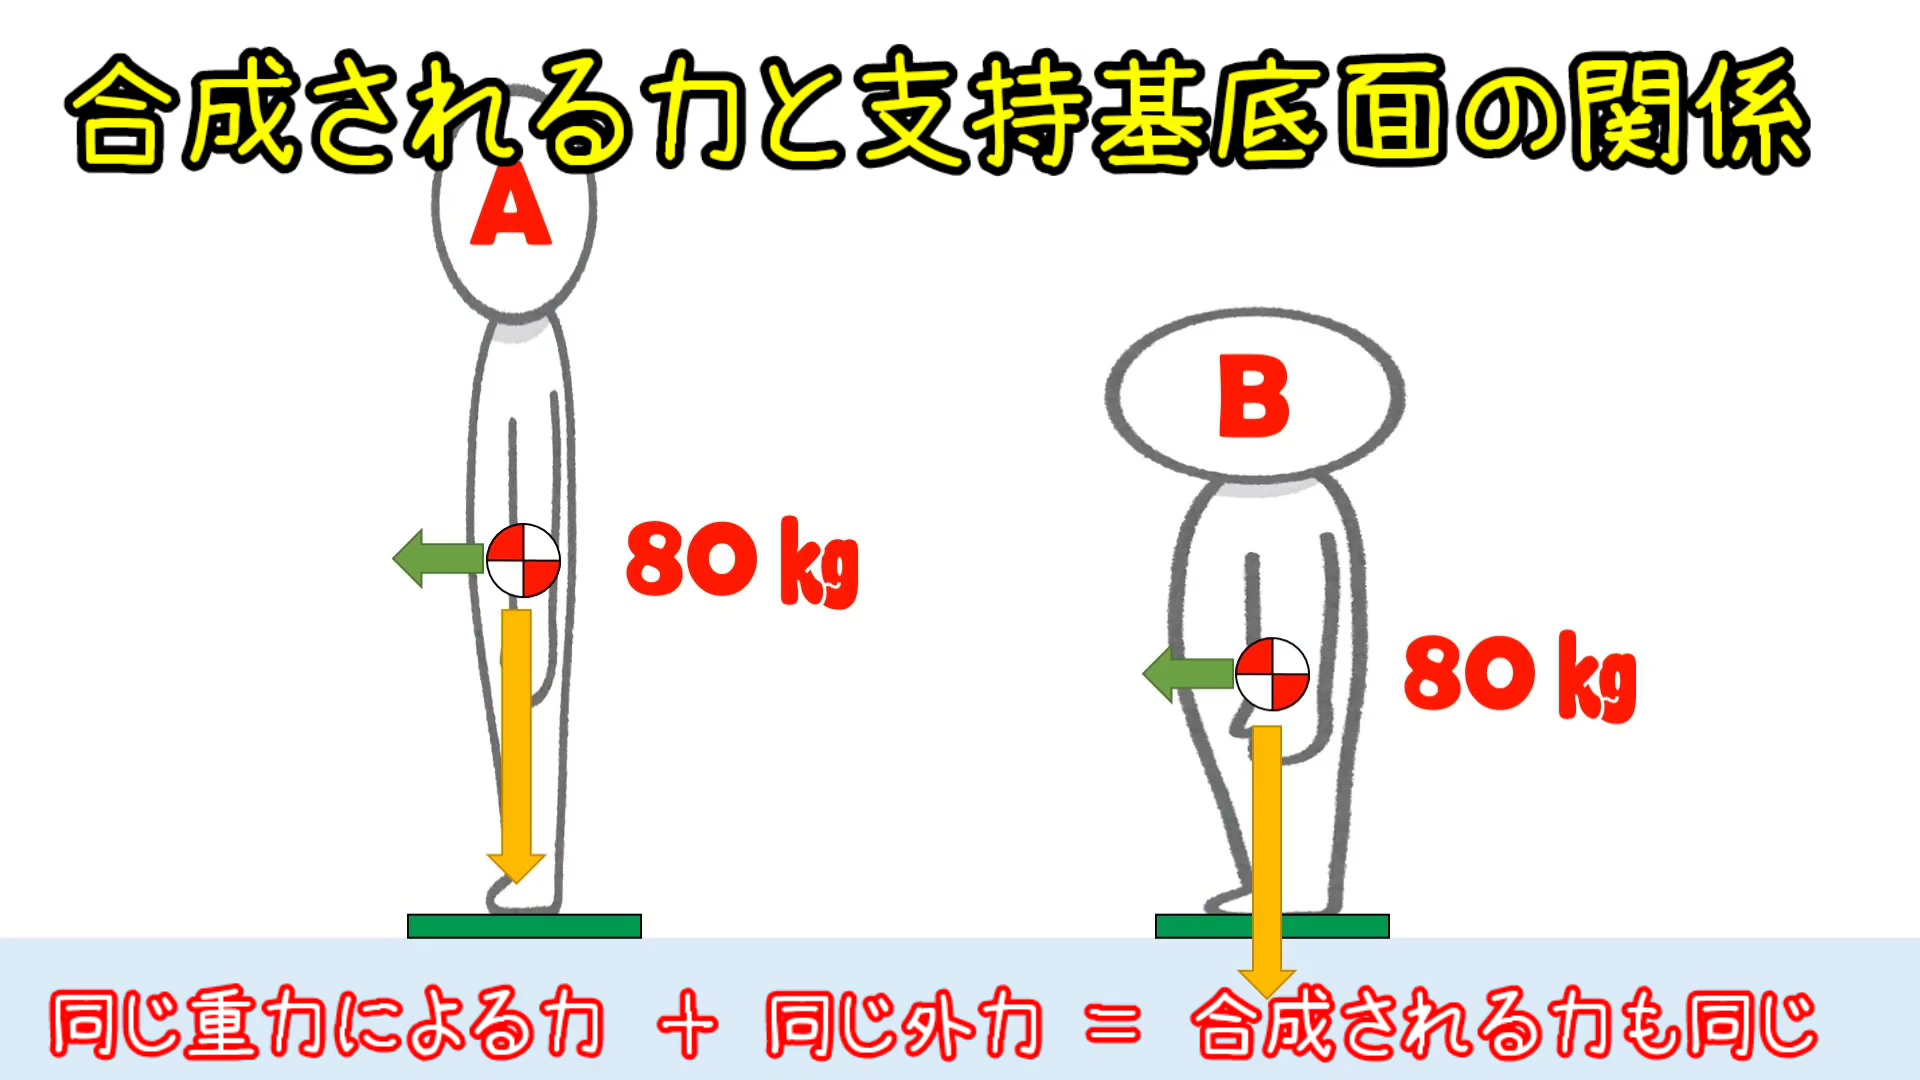 合成される力と支持基底面の関係
A
B
80 kg
80 kg
同じ重力による力 + 同じ外力 = 合成される力も同じ